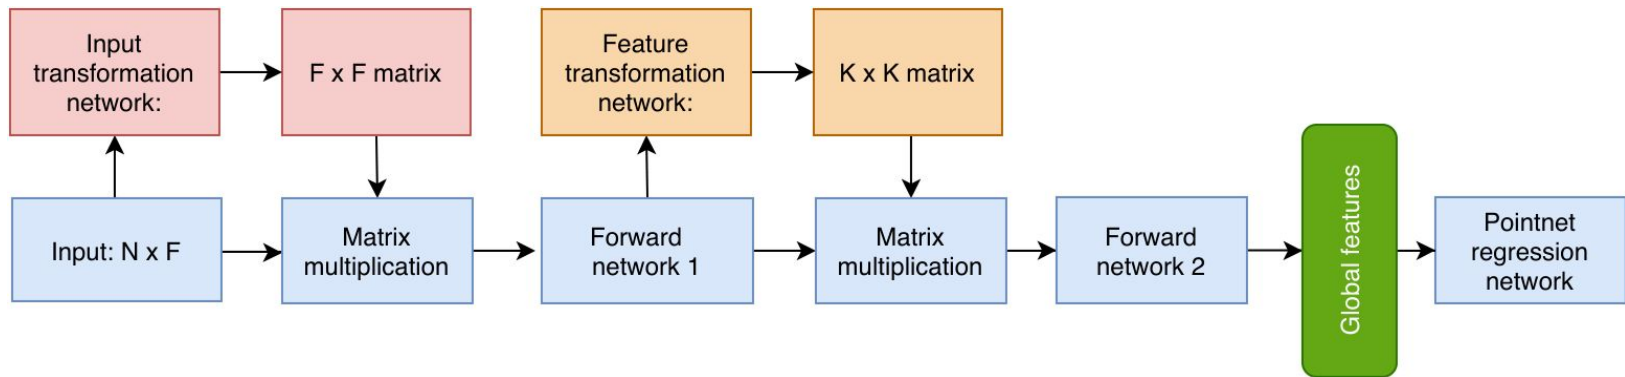 Input
transformation
network:
F x F matrix
Feature
transformation
network:
K x K matrix
Input: N x F
Matrix
multiplication
Forward
network 1
Matrix
multiplication
Forward
network 2
Global features
Pointnet
regression
network